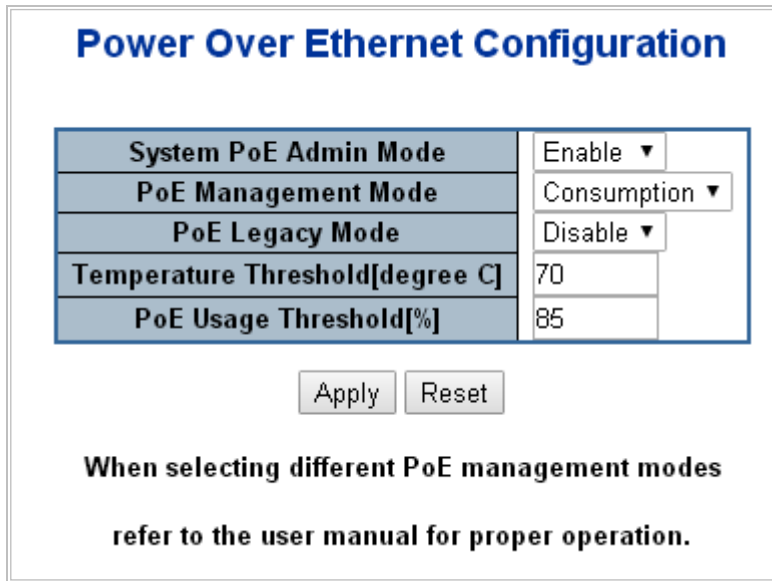 Power Over Ethernet Configuration
System PoE Admin Mode Enable
PoE Management Mode Consumption
PoE Legacy Mode Disable
Temperature Threshold[degree C] 70
PoE Usage Threshold[%] 85
Apply Reset
When selecting different PoE management modes
refer to the user manual for proper operation.